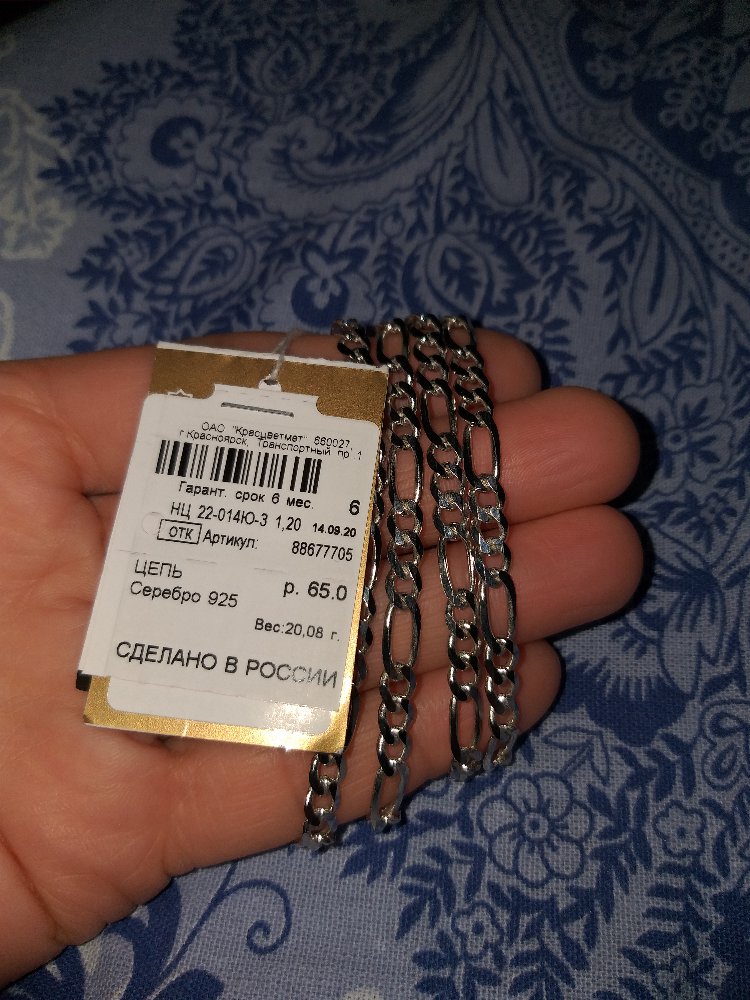 ОАО "Красцветмет" 660027,
г.Красноярск, Транспортный пр. 1
Гарант. срок 6 мес. 6
НЦ 22-014Ю-3 1,20 14.09.20
ОТК Артикул: 88677705
ЦЕПЬ р. 65.0
Серебро 925
Вес:20,08 г.
СДЕЛАНО В РОССИИ